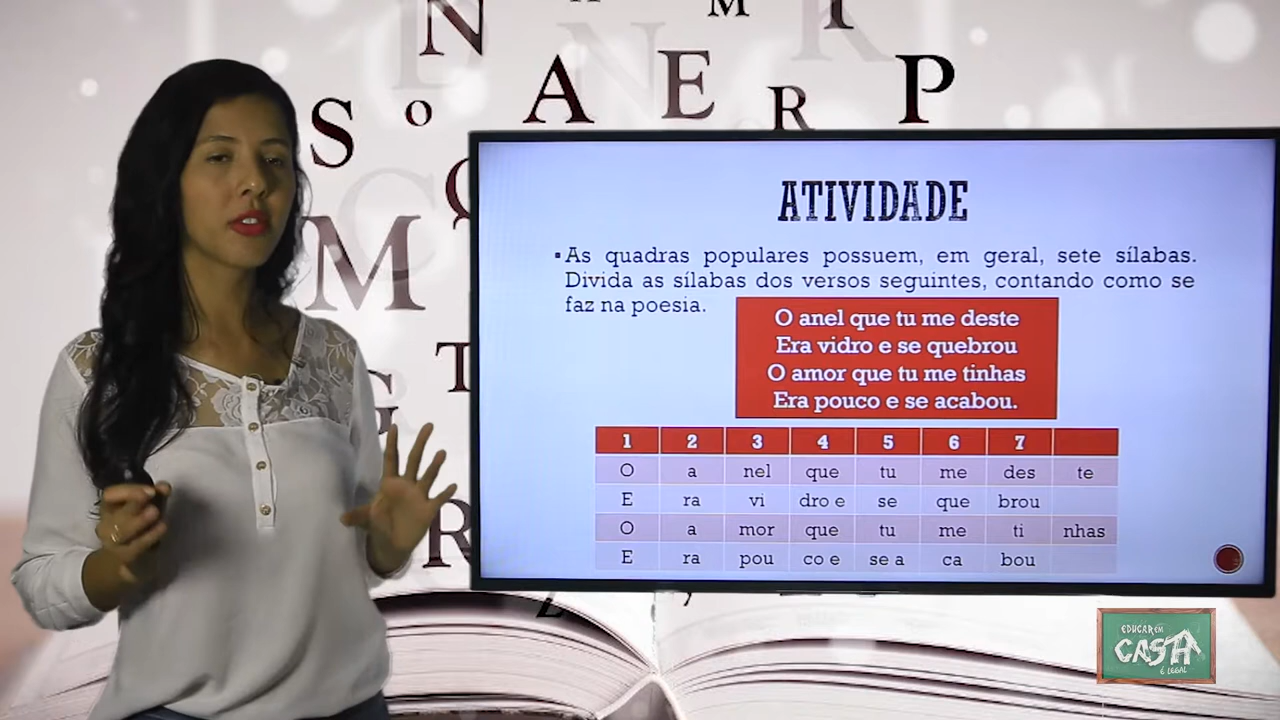 N A M I
A E P
S O R
Q
M
T
G
R
ATIVIDADE
▪ As quadras populares possuem, em geral, sete sílabas.
Divida as sílabas dos versos seguintes, contando como se
faz na poesia.
O anel que tu me deste
Era vidro e se quebrou
O amor que tu me tinhas
Era pouco e se acabou.
1 2 3 4 5 6 7
O a nel que tu me des te
E ra vi dro e se que brou
O a mor que tu me ti nhas
E ra pou co e se a ca bou
EDUCAR EM
CASA
É LEGAL